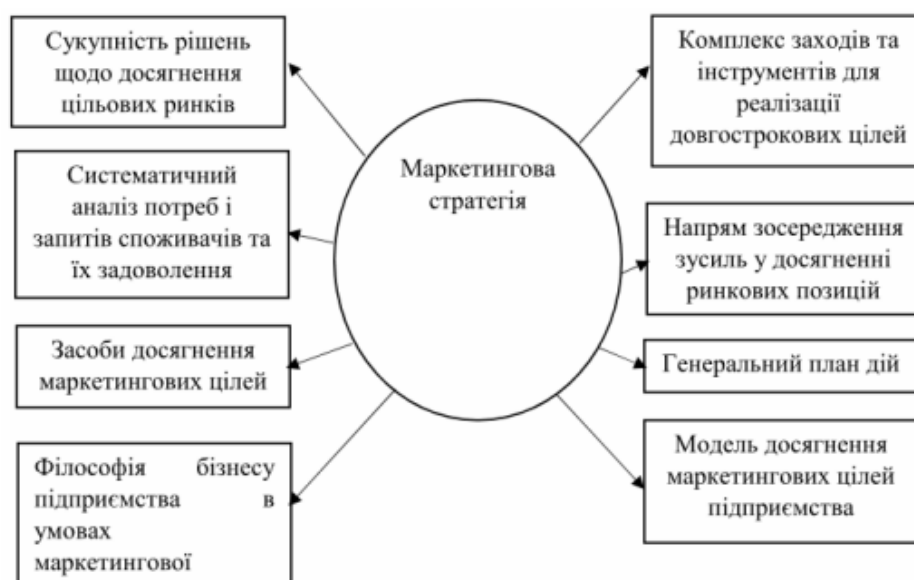 Сукупність рішень
щодо досягнення
цільових ринків
Систематичний
аналіз потреб і
запитів споживачів та
їх задоволення
Засоби досягнення
маркетингових цілей
Філософія бізнесу
підприємства в
умовах
маркетингової
Маркетингова
стратегія
Комплекс заходів та
інструментів для
реалізації
довгострокових цілей
Напрям зосередження
зусиль у досягненні
ринкових позицій
Генеральний план дій
Модель досягнення
маркетингових цілей
підприємства